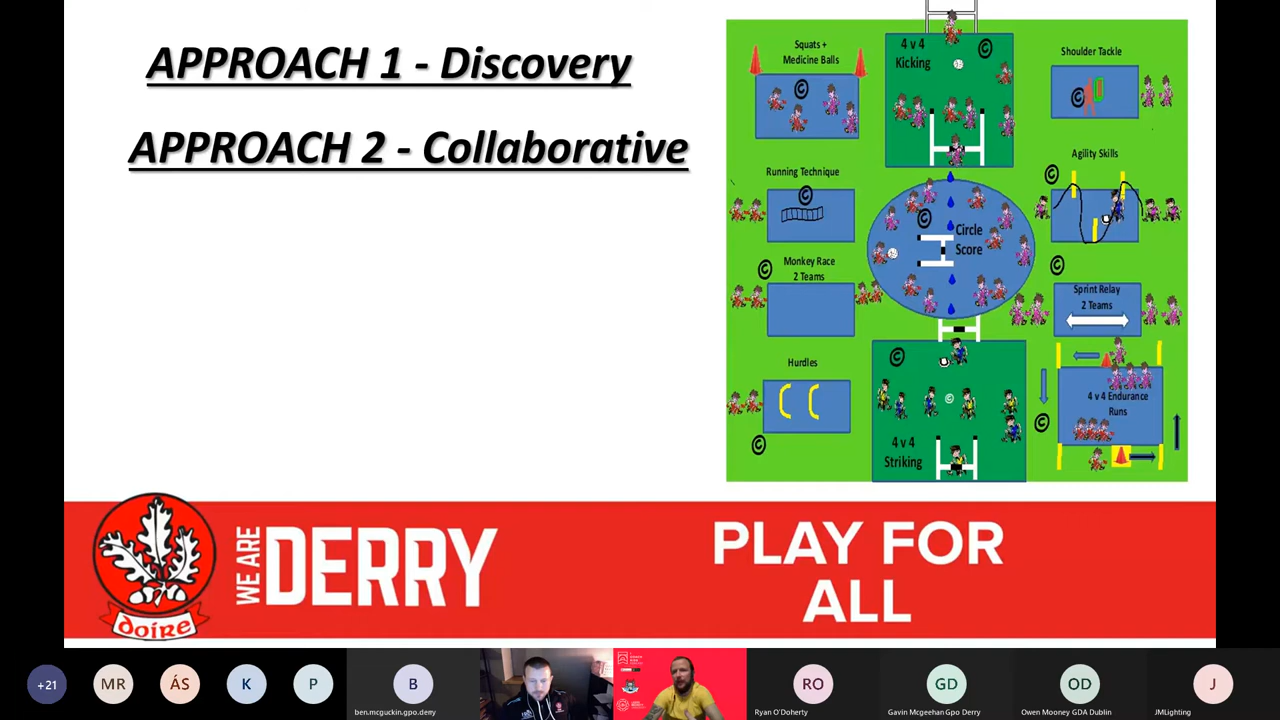 APPROACH 1 - Discovery
APPROACH 2 - Collaborative
Squats +
Medicine Balls
4 v 4
Kicking
Shoulder Tackle
Running Technique
Agility Skills
Circle
Score
Monkey Race
2 Teams
Sprint Relay
2 Teams
Hurdles
4 v 4
Striking
4 v 4 Endurance
Runs
©
©
©
©
©
©
©
©
©
©
©
©
WE ARE
DERRY
PLAY FOR
ALL
doire
+21
MR
ÁS
K
P
B
ben.mcguckin.gpo.derry
RO
Ryan O'Doherty
GD
Gavin Mcgeehan Gpo Derry
OD
Owen Mooney GDA Dublin
J
JMLighting